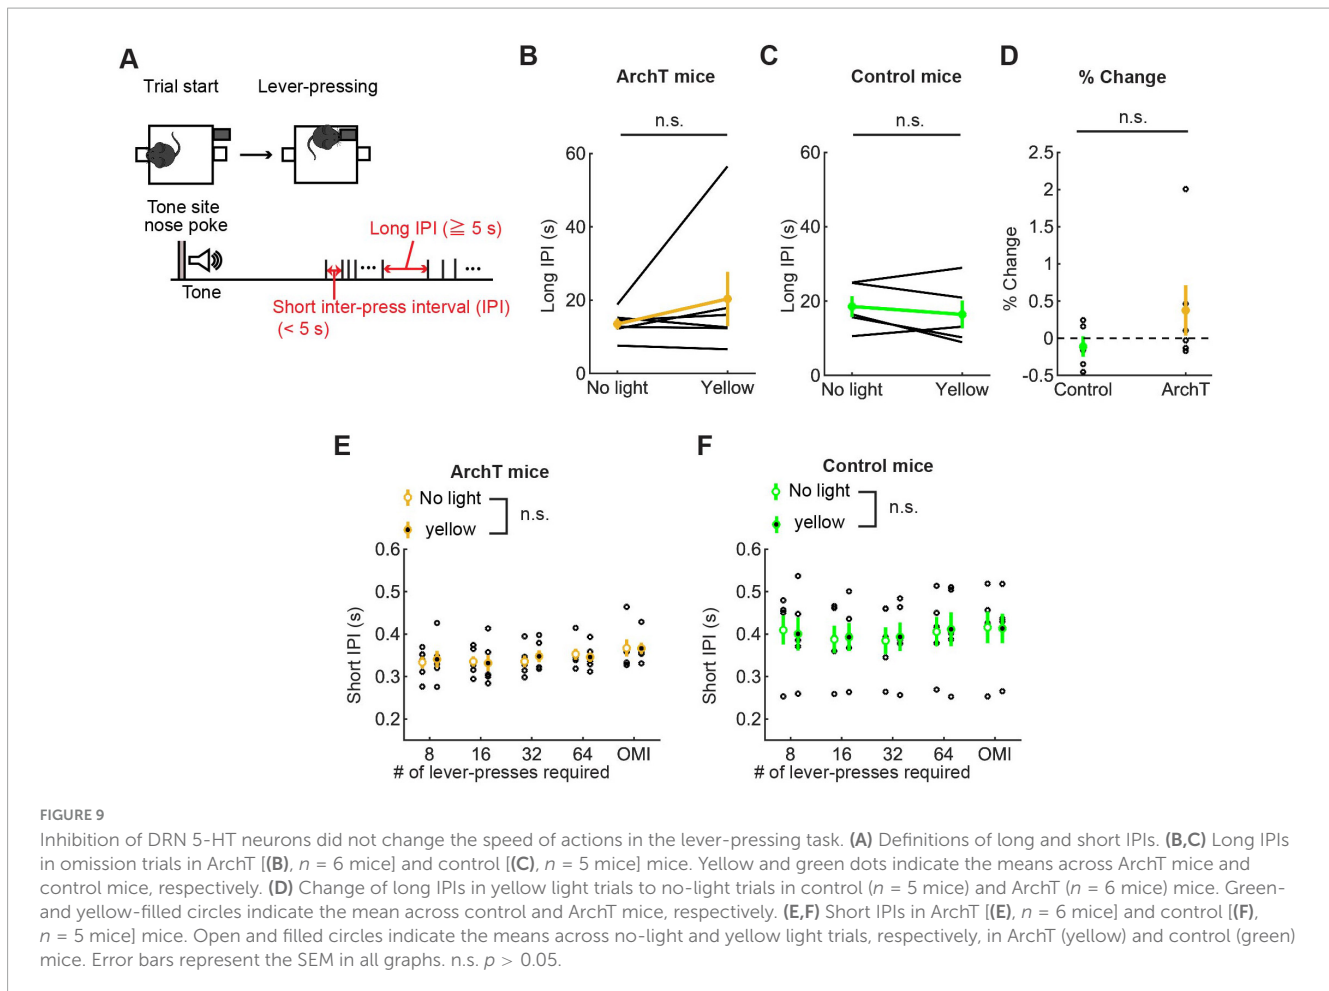 A
Trial start
Lever-pressing
Tone site
nose poke
Long IPI (≧ 5 s)
Tone
Short inter-press interval (IPI)
(< 5 s)
B
ArchT mice
n.s.
60
40
20
0
Long IPI (s)
No light
Yellow
C
Control mice
n.s.
60
40
20
0
Long IPI (s)
No light
Yellow
D
% Change
n.s.
2.5
2
1.5
1
0.5
0
-0.5
% Change
Control
ArchT
E
ArchT mice
No light
yellow
n.s.
0.6
0.5
0.4
0.3
0.2
Short IPI (s)
8 16 32 64 OMI
# of lever-presses required
F
Control mice
No light
yellow
n.s.
0.6
0.5
0.4
0.3
0.2
Short IPI (s)
8 16 32 64 OMI
# of lever-presses required
FIGURE 9
Inhibition of DRN 5-HT neurons did not change the speed of actions in the lever-pressing task. (A) Definitions of long and short IPIs. (B,C) Long IPIs
in omission trials in ArchT [(B), n = 6 mice] and control [(C), n = 5 mice] mice. Yellow and green dots indicate the means across ArchT mice and
control mice, respectively. (D) Change of long IPIs in yellow light trials to no-light trials in control (n = 5 mice) and ArchT (n = 6 mice) mice. Green-
and yellow-filled circles indicate the mean across control and ArchT mice, respectively. (E,F) Short IPIs in ArchT [(E), n = 6 mice] and control [(F),
n = 5 mice] mice. Open and filled circles indicate the means across no-light and yellow light trials, respectively, in ArchT (yellow) and control (green)
mice. Error bars represent the SEM in all graphs. n.s. p > 0.05.